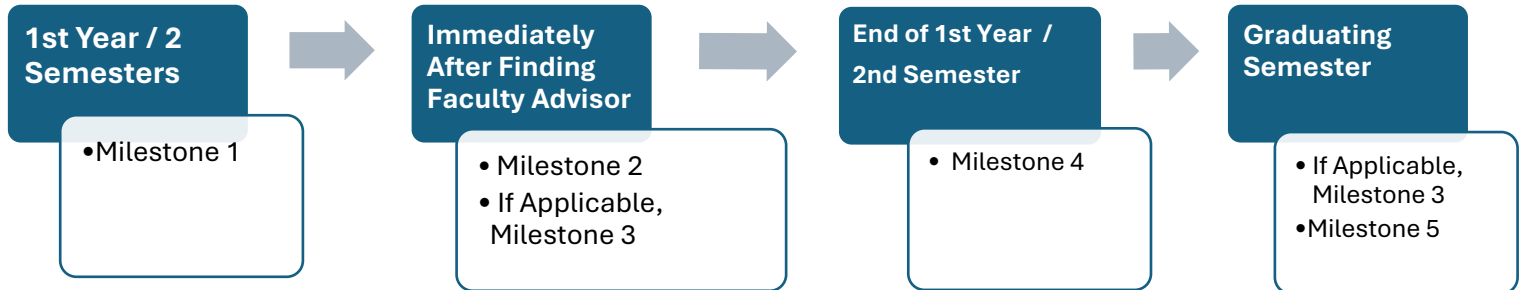 1st Year / 2
Semesters
•Milestone 1
Immediately
After Finding
Faculty Advisor
• Milestone 2
• If Applicable,
Milestone 3
End of 1st Year /
2nd Semester
• Milestone 4
Graduating
Semester
• If Applicable,
Milestone 3
•Milestone 5